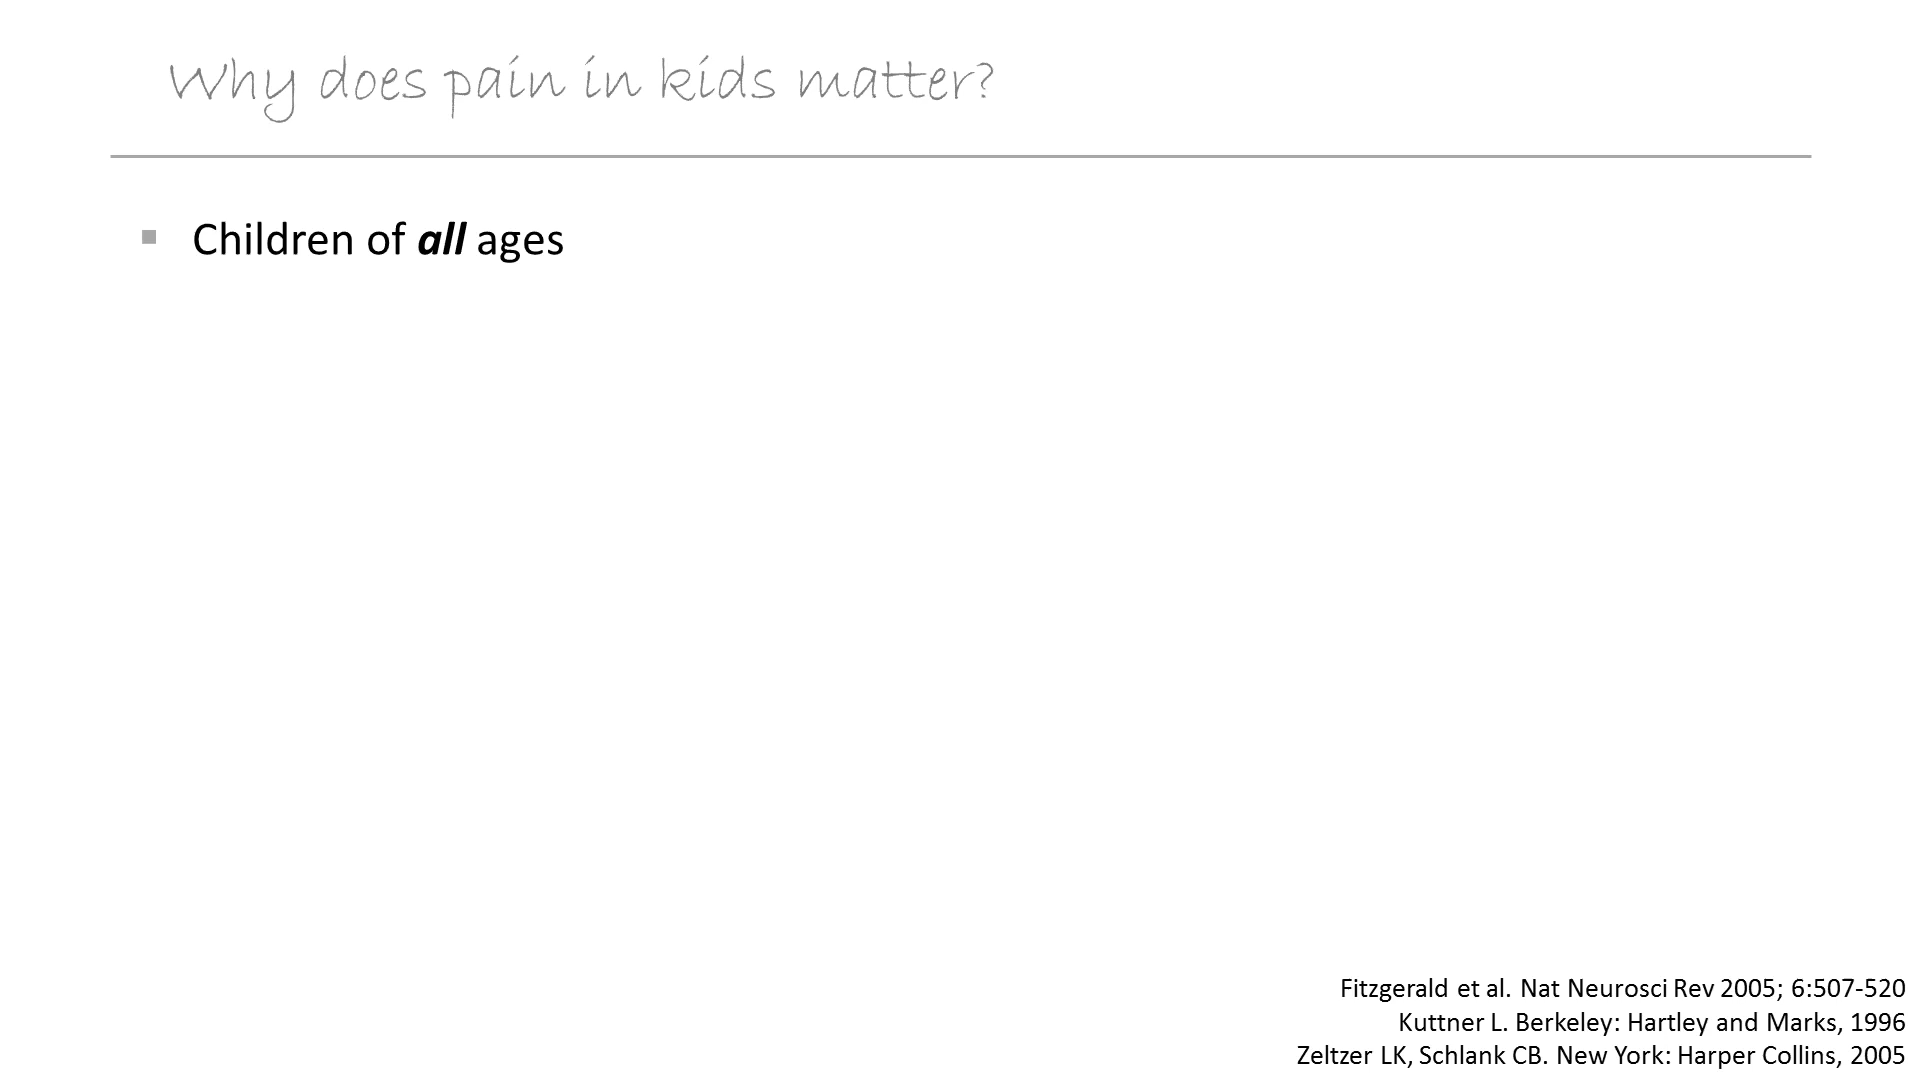 Why does pain in kids matter?
Children of all ages
Fitzgerald et al. Nat Neurosci Rev 2005; 6:507-520
Kuttner L. Berkeley: Hartley and Marks, 1996
Zeltzer LK, Schlank CB. New York: Harper Collins, 2005